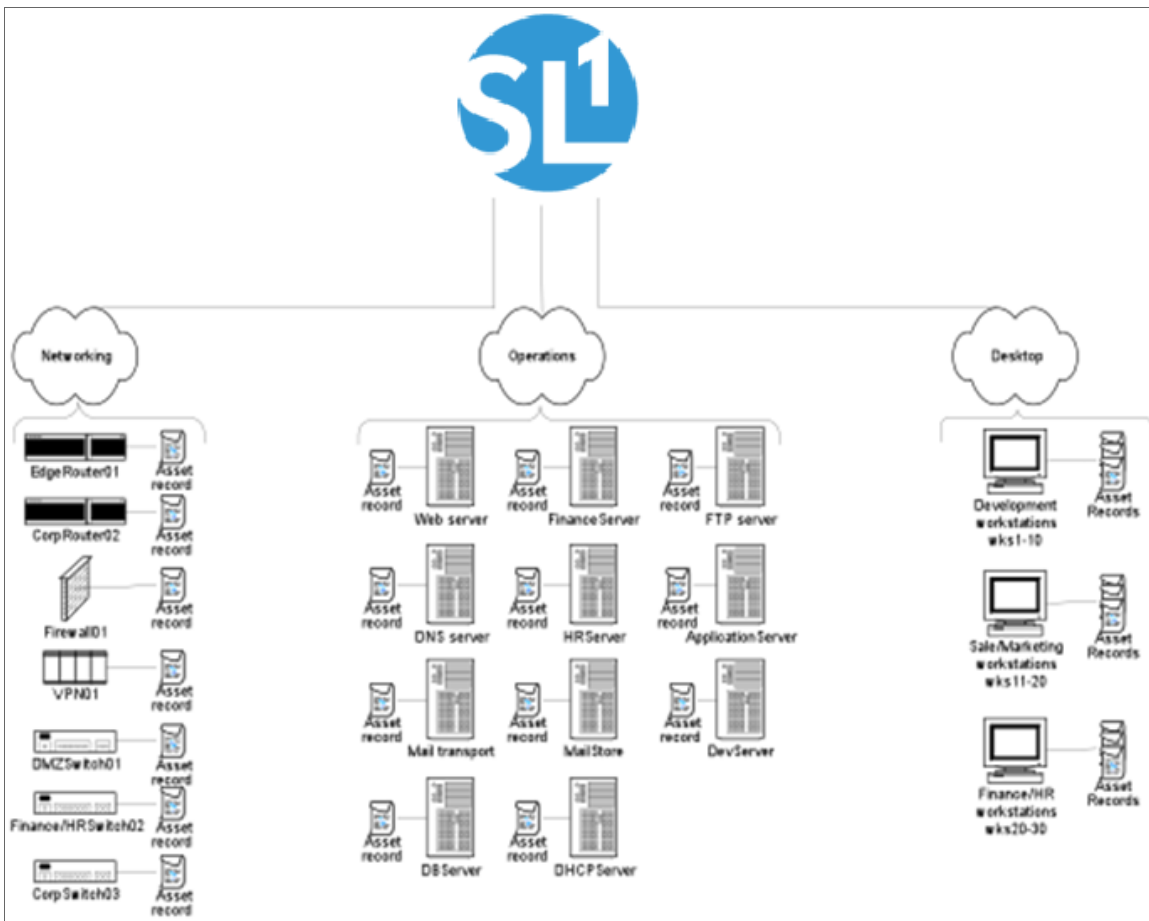 SL1
Networking
Operations
Desktop
EdgeRouter01
Asset
record
CorpRouter02
Asset
record
Firewall01
Asset
record
VPN01
Asset
record
DMZSwitch01
Asset
record
Finance/HRSwitch02
Asset
record
CorpSwitch03
Asset
record
Asset
record
Web server
Asset
record
FinanceServer
Asset
record
FTP server
Asset
record
DNS server
Asset
record
HRServer
Asset
record
ApplicationServer
Asset
record
Mail transport
Asset
record
MailStore
Asset
record
DevServer
Asset
record
DBServer
Asset
record
DHCPServer
Development
workstations
wks1-10
Asset
Records
Sale/Marketing
workstations
wks11-20
Asset
Records
Finance/HR
workstations
wks20-30
Asset
Records